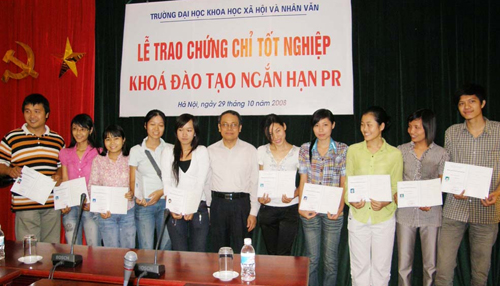 TRƯỜNG ĐẠI HỌC KHOA HỌC XÃ HỘI VÀ NHÂN VĂN
LỄ TRAO CHỨNG CHỈ TỐT NGHIỆP
KHOÁ ĐÀO TẠO NGẮN HẠN PR
Hà Nội, ngày 29 tháng 10 năm 2008